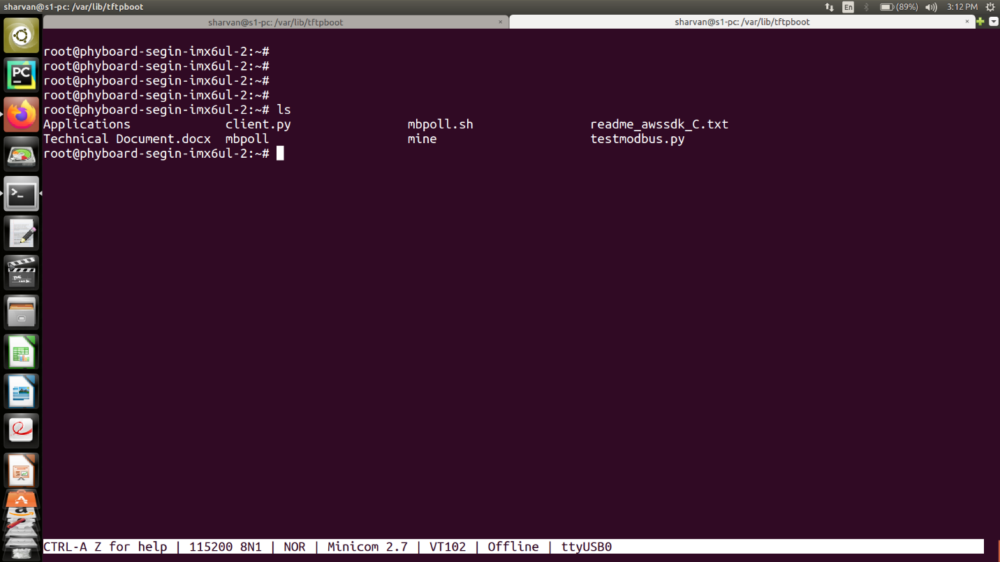 sharvan@s1-pc: /var/lib/tftpboot
En (89%) 3:12 PM
sharvan@s1-pc: /var/lib/tftpboot × sharvan@s1-pc: /var/lib/tftpboot ×
root@phyboard-segin-imx6ul-2:~#
root@phyboard-segin-imx6ul-2:~#
root@phyboard-segin-imx6ul-2:~#
root@phyboard-segin-imx6ul-2:~#
root@phyboard-segin-imx6ul-2:~# ls
Applications client.py mbpoll.sh readme_awssdk_C.txt
Technical Document.docx mbpoll mine testmodbus.py
root@phyboard-segin-imx6ul-2:~#
PC
>_
CTRL-A Z for help | 115200 8N1 | NOR | Minicom 2.7 | VT102 | Offline | ttyUSB0